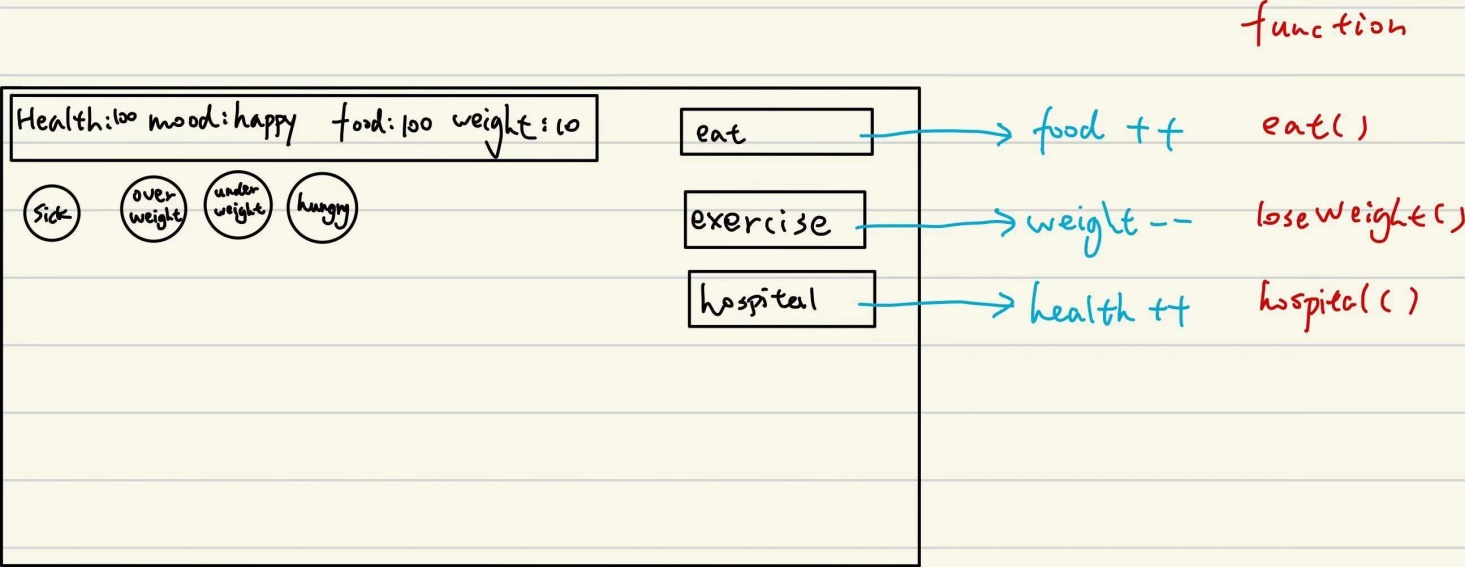 function
Health:100 mood:happy food:100 weight:10
eat
food ++
eat()
sick
over
weight
under
weight
hungry
exercise
weight --
loseWeight()
hospital
health ++
hospital()